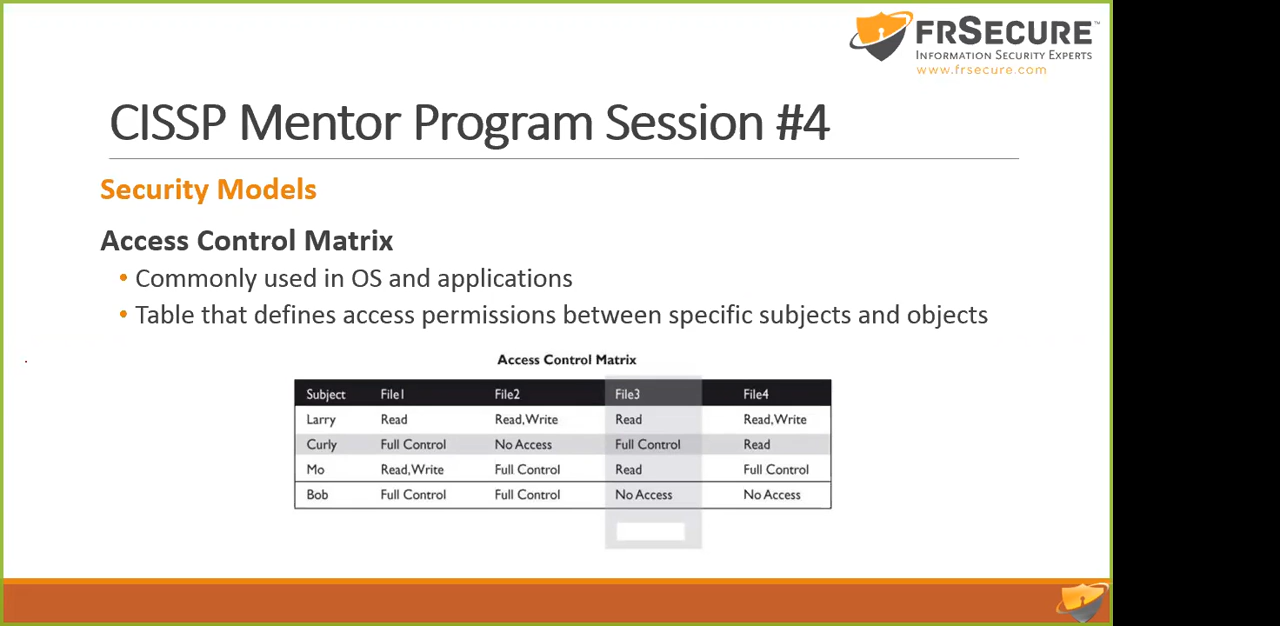 FRSECURE™
INFORMATION SECURITY EXPERTS
www.frsecure.com
CISSP Mentor Program Session #4
Security Models
Access Control Matrix
• Commonly used in OS and applications
• Table that defines access permissions between specific subjects and objects
Access Control Matrix
Subject File1 File2 File3 File4
Larry Read Read,Write Read Read,Write
Curly Full Control No Access Full Control Read
Mo Read,Write Full Control Read Full Control
Bob Full Control Full Control No Access No Access